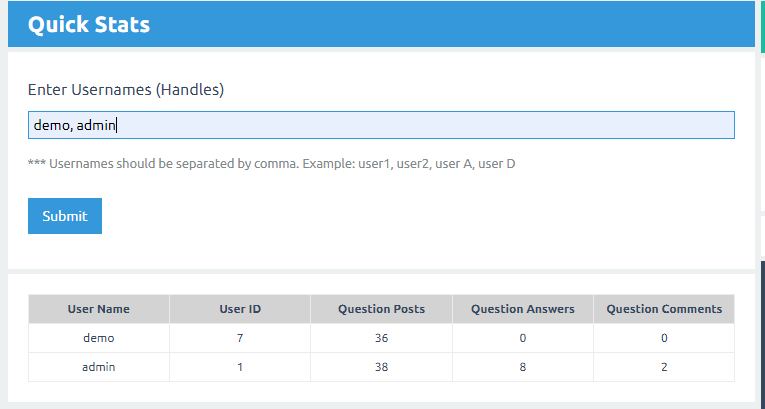 Quick Stats
Enter Usernames (Handles)
demo, admin
*** Usernames should be separated by comma. Example: user1, user2, user A, user D
Submit
User Name User ID Question Posts Question Answers Question Comments
demo 7 36 0 0
admin 1 38 8 2